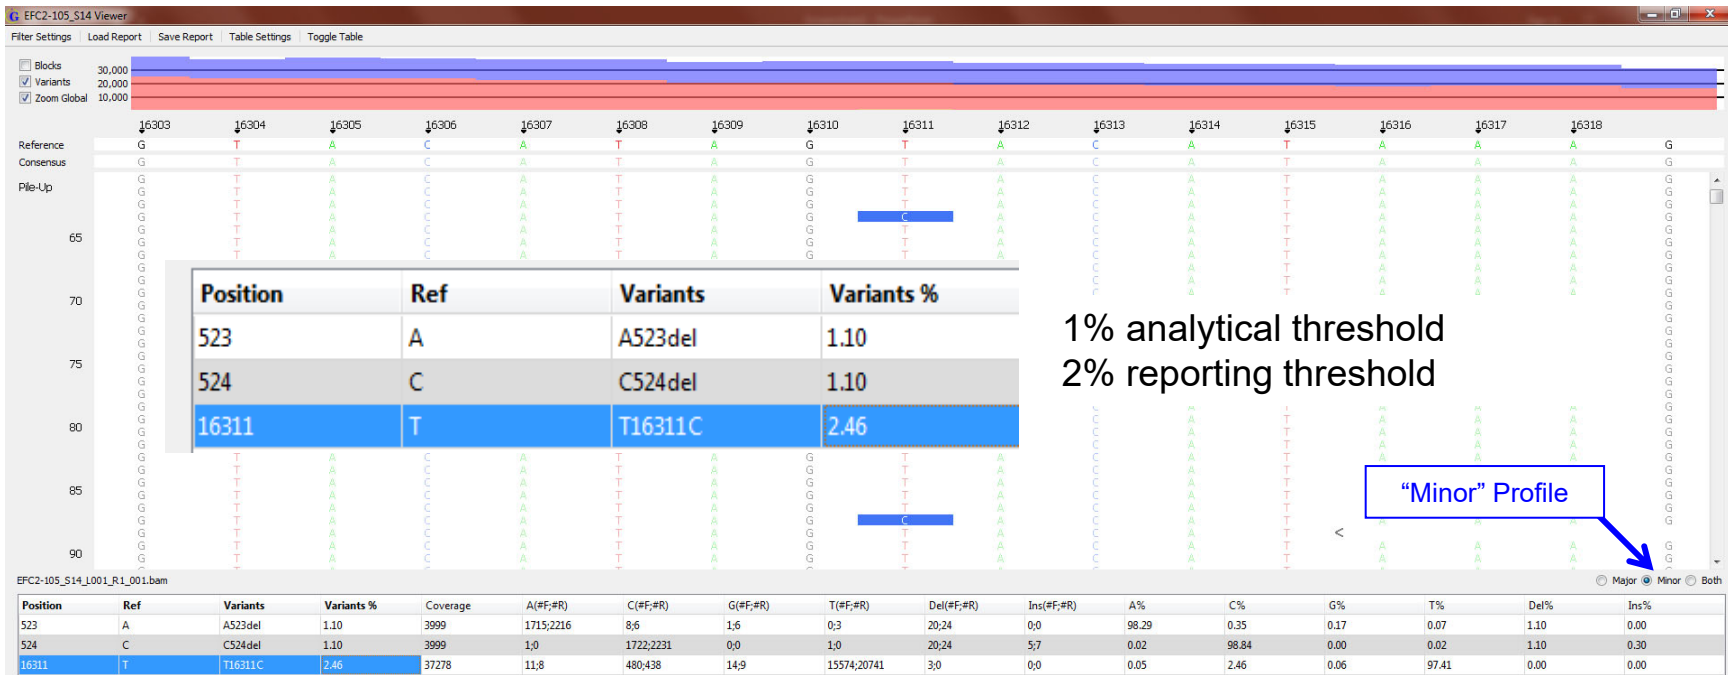 G EFC2-105_S14 Viewer
Filter Settings Load Report Save Report Table Settings Toggle Table
Blocks
Variants
Zoom Global
30,000
20,000
10,000
16303 16304 16305 16306 16307 16308 16309 16310 16311 16312 16313 16314 16315 16316 16317 16318
Reference G T A C A T A G T A C A T A A A G
Consensus G T A C A T A G T A C A T A A A G
Pile-Up G T A C A T A G T A C A T A A A G
C
65
70
75
80
85
90
Position Ref Variants Variants %
523 A A523del 1.10
524 C C524del 1.10
16311 T T16311C 2.46
1% analytical threshold
2% reporting threshold
“Minor” Profile
C
<
EFC2-105_S14_L001_R1_001.bam
Major Minor Both
Position Ref Variants Variants % Coverage A(#F;#R) C(#F;#R) G(#F;#R) T(#F;#R) Del(#F;#R) Ins(#F;#R) A% C% G% T% Del% Ins%
523 A A523del 1.10 3999 1715;2216 8;6 1;6 0;3 20;24 0;0 98.29 0.35 0.17 0.07 1.10 0.00
524 C C524del 1.10 3999 1;0 1722;2231 0;0 1;0 20;24 5;7 0.02 98.84 0.00 0.02 1.10 0.30
16311 T T16311C 2.46 37278 11;8 480;438 14;9 15574;20741 3;0 0;0 0.05 2.46 0.06 97.41 0.00 0.00